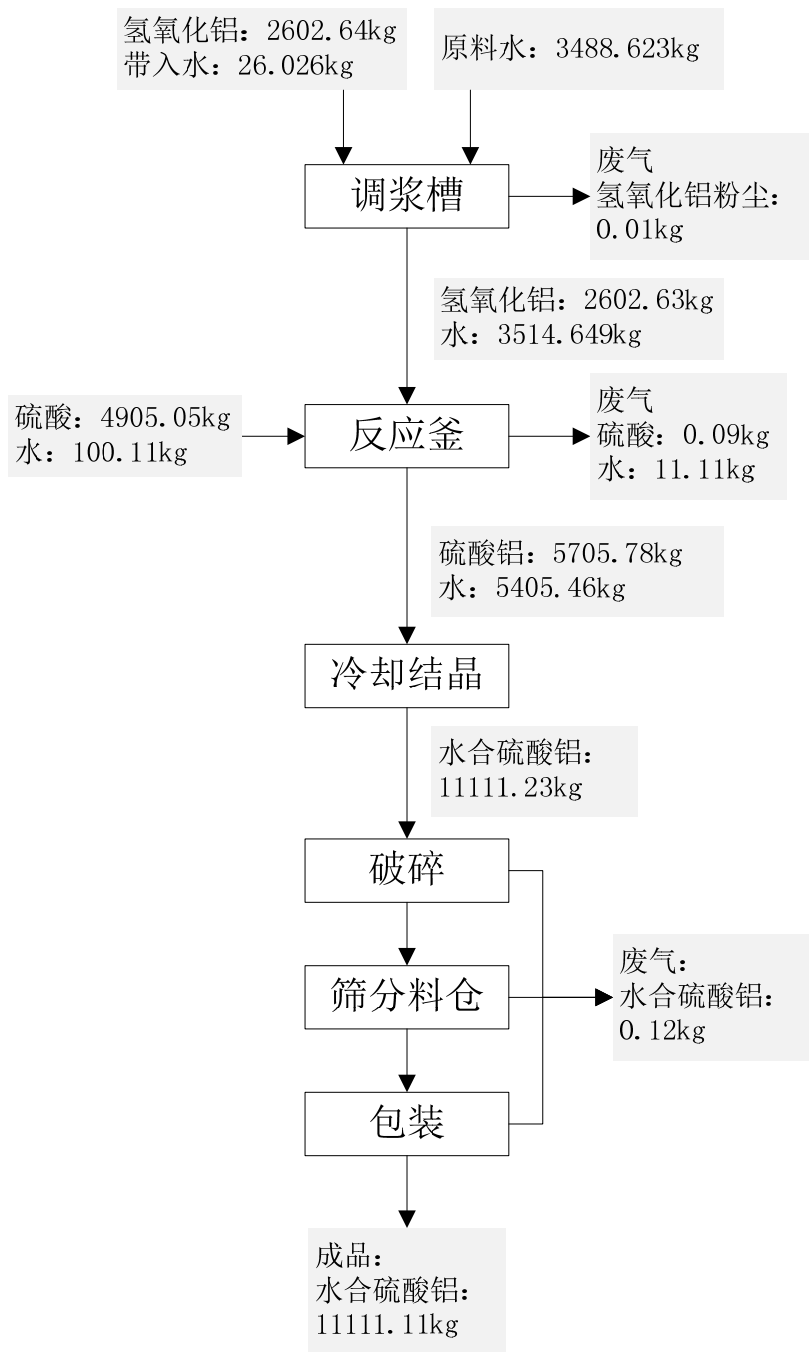 氢氧化铝：2602.64kg
带入水：26.026kg
原料水：3488.623kg
调浆槽
废气
氢氧化铝粉尘：
0.01kg
氢氧化铝：2602.63kg
水：3514.649kg
硫酸：4905.05kg
水：100.11kg
反应釜
废气
硫酸：0.09kg
水：11.11kg
硫酸铝：5705.78kg
水：5405.46kg
冷却结晶
水合硫酸铝：
11111.23kg
破碎
筛分料仓
废气：
水合硫酸铝：
0.12kg
包装
成品：
水合硫酸铝：
11111.11kg